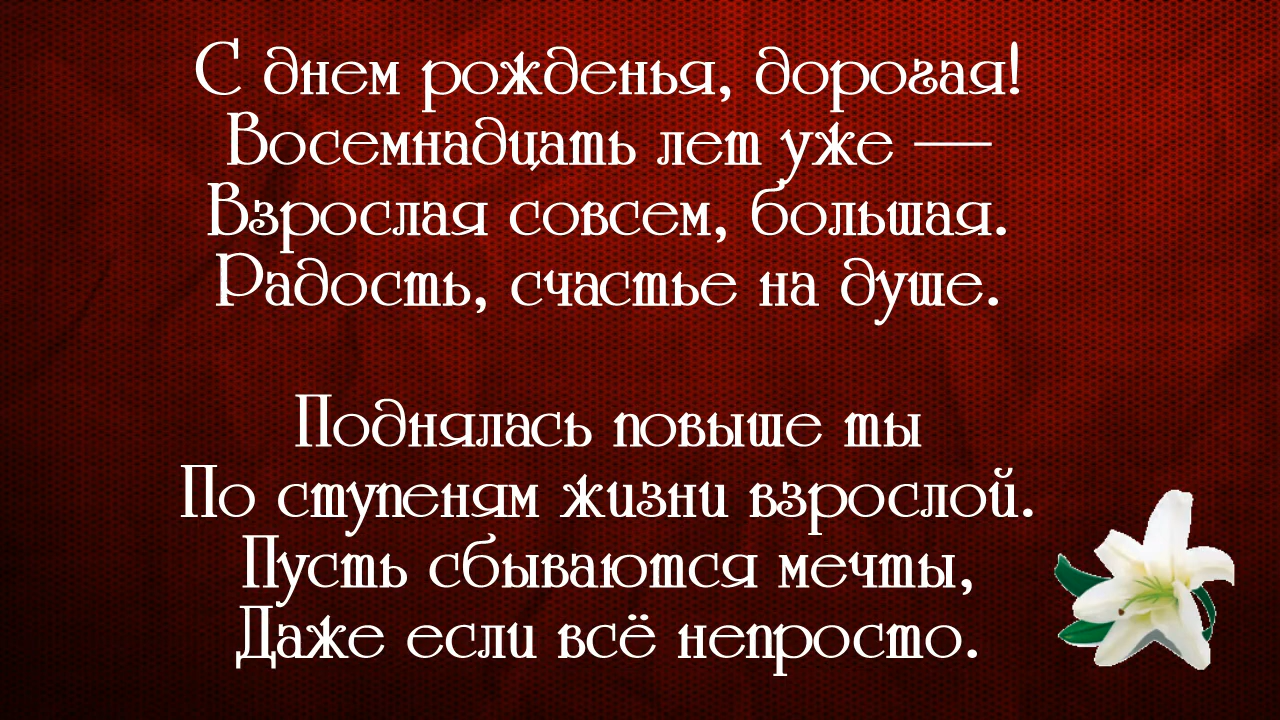 С днем рожденья, дорогая!
Восемнадцать лет уже —
Взрослая совсем, большая.
Радость, счастье на душе.
Поднялась повыше ты
По ступеням жизни взрослой.
Пусть сбываются мечты,
Даже если всё непросто.